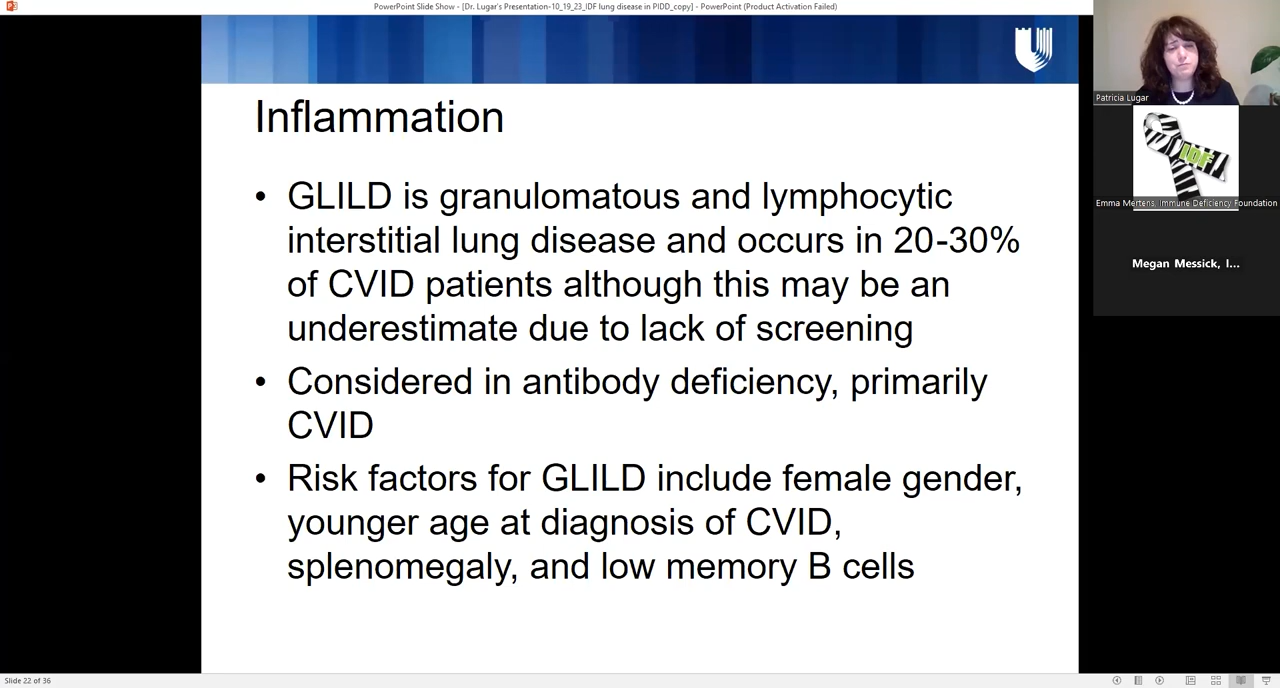 PowerPoint Slide Show - [Dr. Lugar's Presentation-10_19_23_IDF lung disease in PIDD_copy] - PowerPoint (Product Activation Failed)
Inflammation
• GLILD is granulomatous and lymphocytic
interstitial lung disease and occurs in 20-30%
of CVID patients although this may be an
underestimate due to lack of screening
• Considered in antibody deficiency, primarily
CVID
• Risk factors for GLILD include female gender,
younger age at diagnosis of CVID,
splenomegaly, and low memory B cells
Patricia Lugar
IDF
Emma Mertens, Immune Deficiency Foundation
Megan Messick, I...
Slide 22 of 36